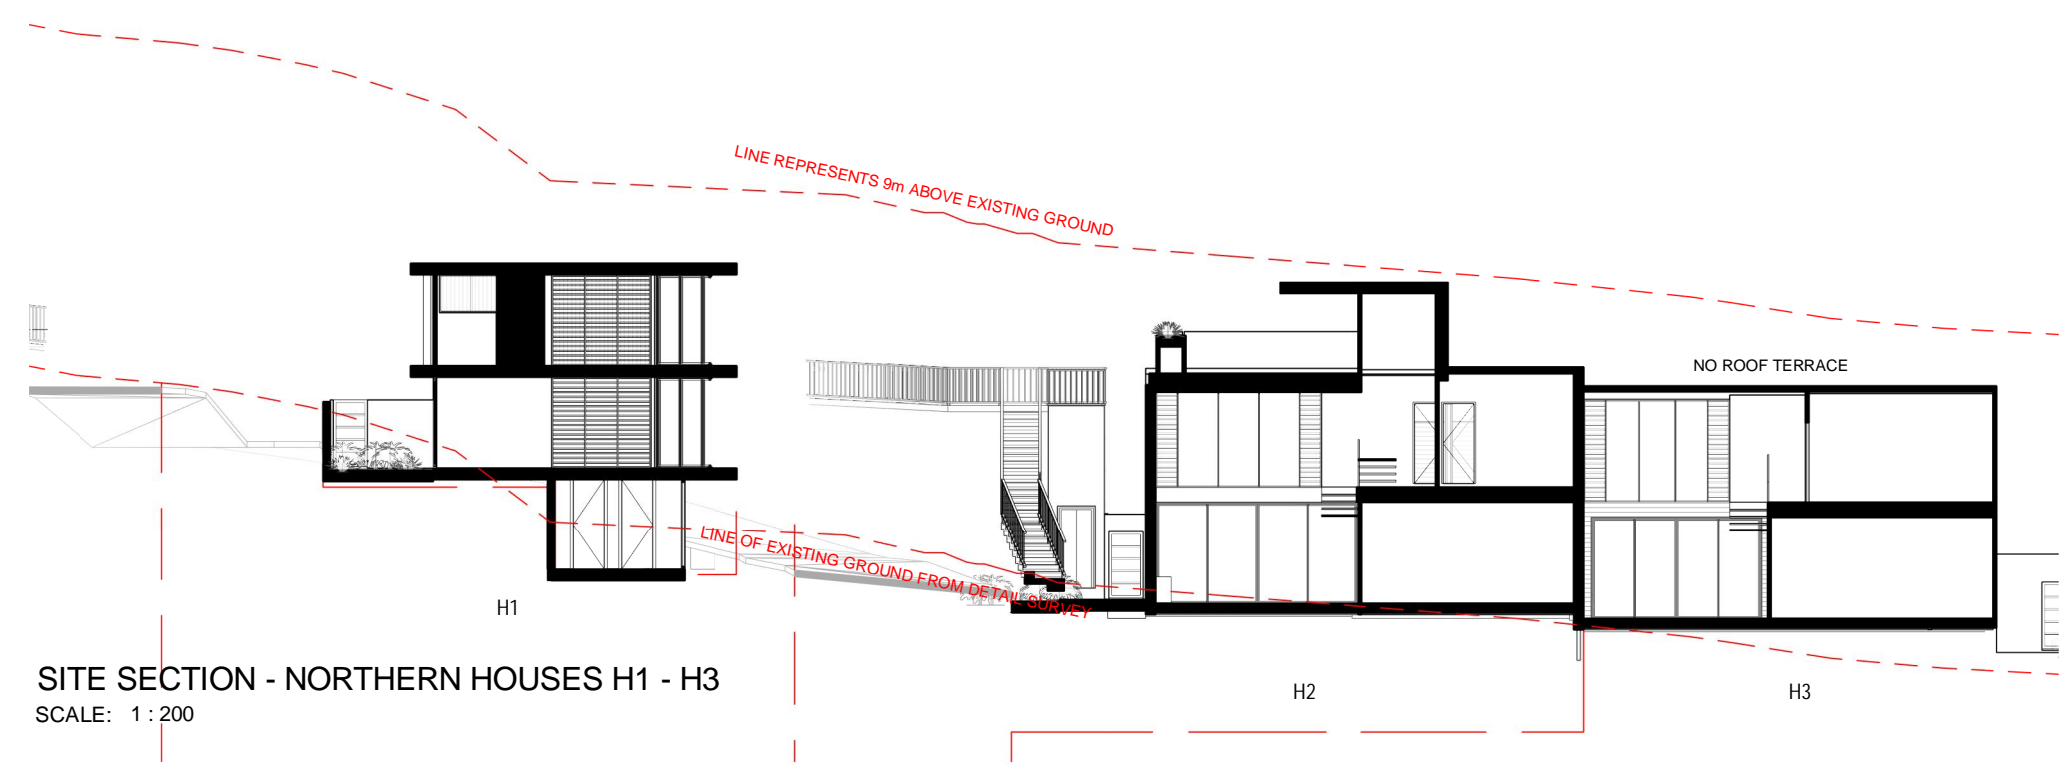 LINE REPRESENTS 9m ABOVE EXISTING GROUND
NO ROOF TERRACE
LINE OF EXISTING GROUND FROM DETAIL SURVEY
H1
H2
H3
SITE SECTION - NORTHERN HOUSES H1 - H3
SCALE: 1 : 200